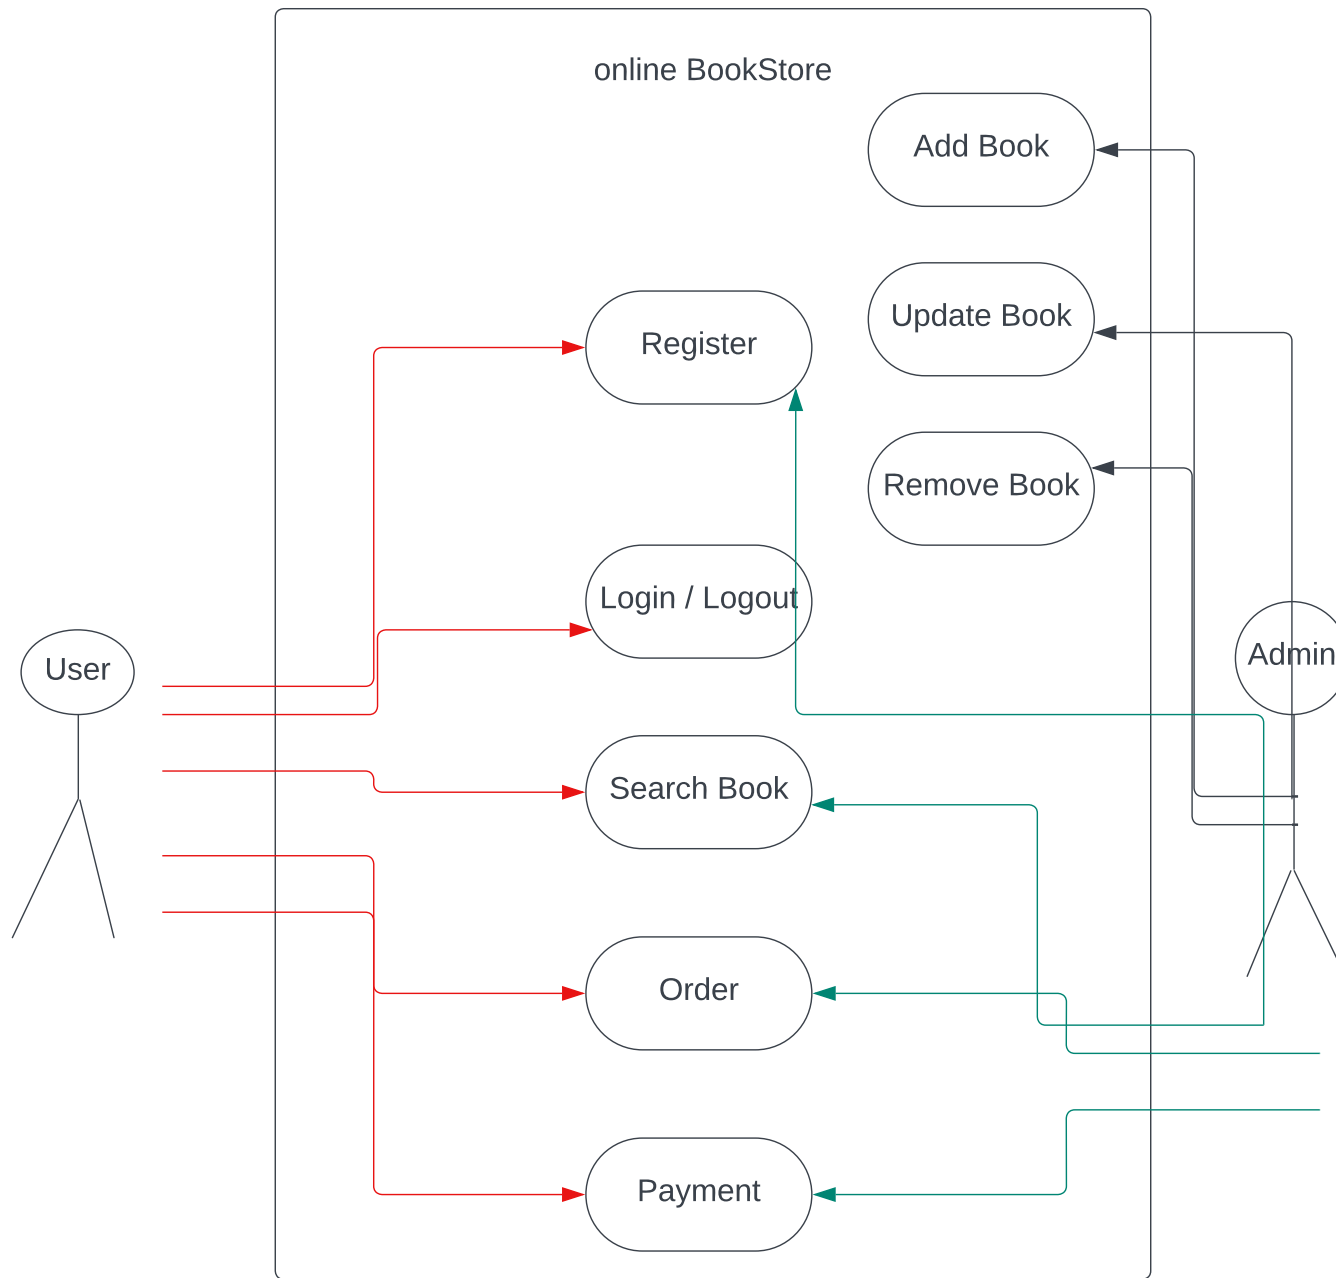 online BookStore
Add Book
Update Book
Register
Remove Book
Login / Logout
User
Admin
Search Book
Order
Payment